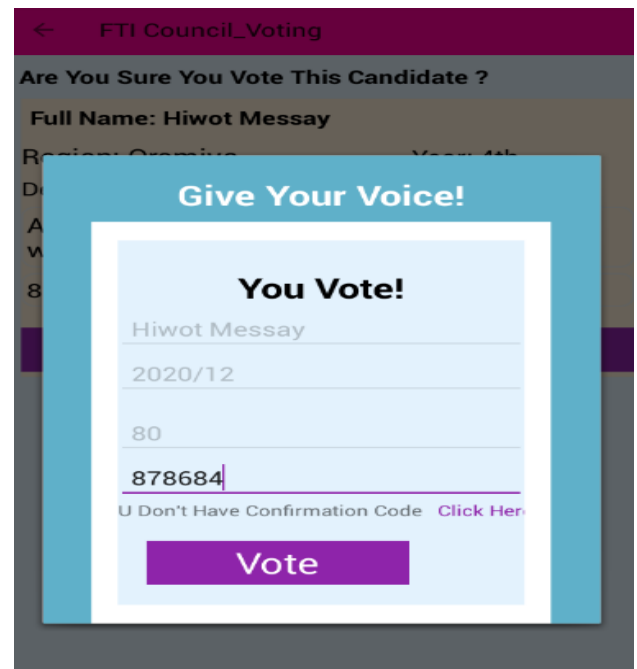 ← FTI Council_Voting
Are You Sure You Vote This Candidate ?
Full Name: Hiwot Messay
Give Your Voice!
You Vote!
Hiwot Messay
2020/12
80
878684
U Don't Have Confirmation Code Click Her
Vote